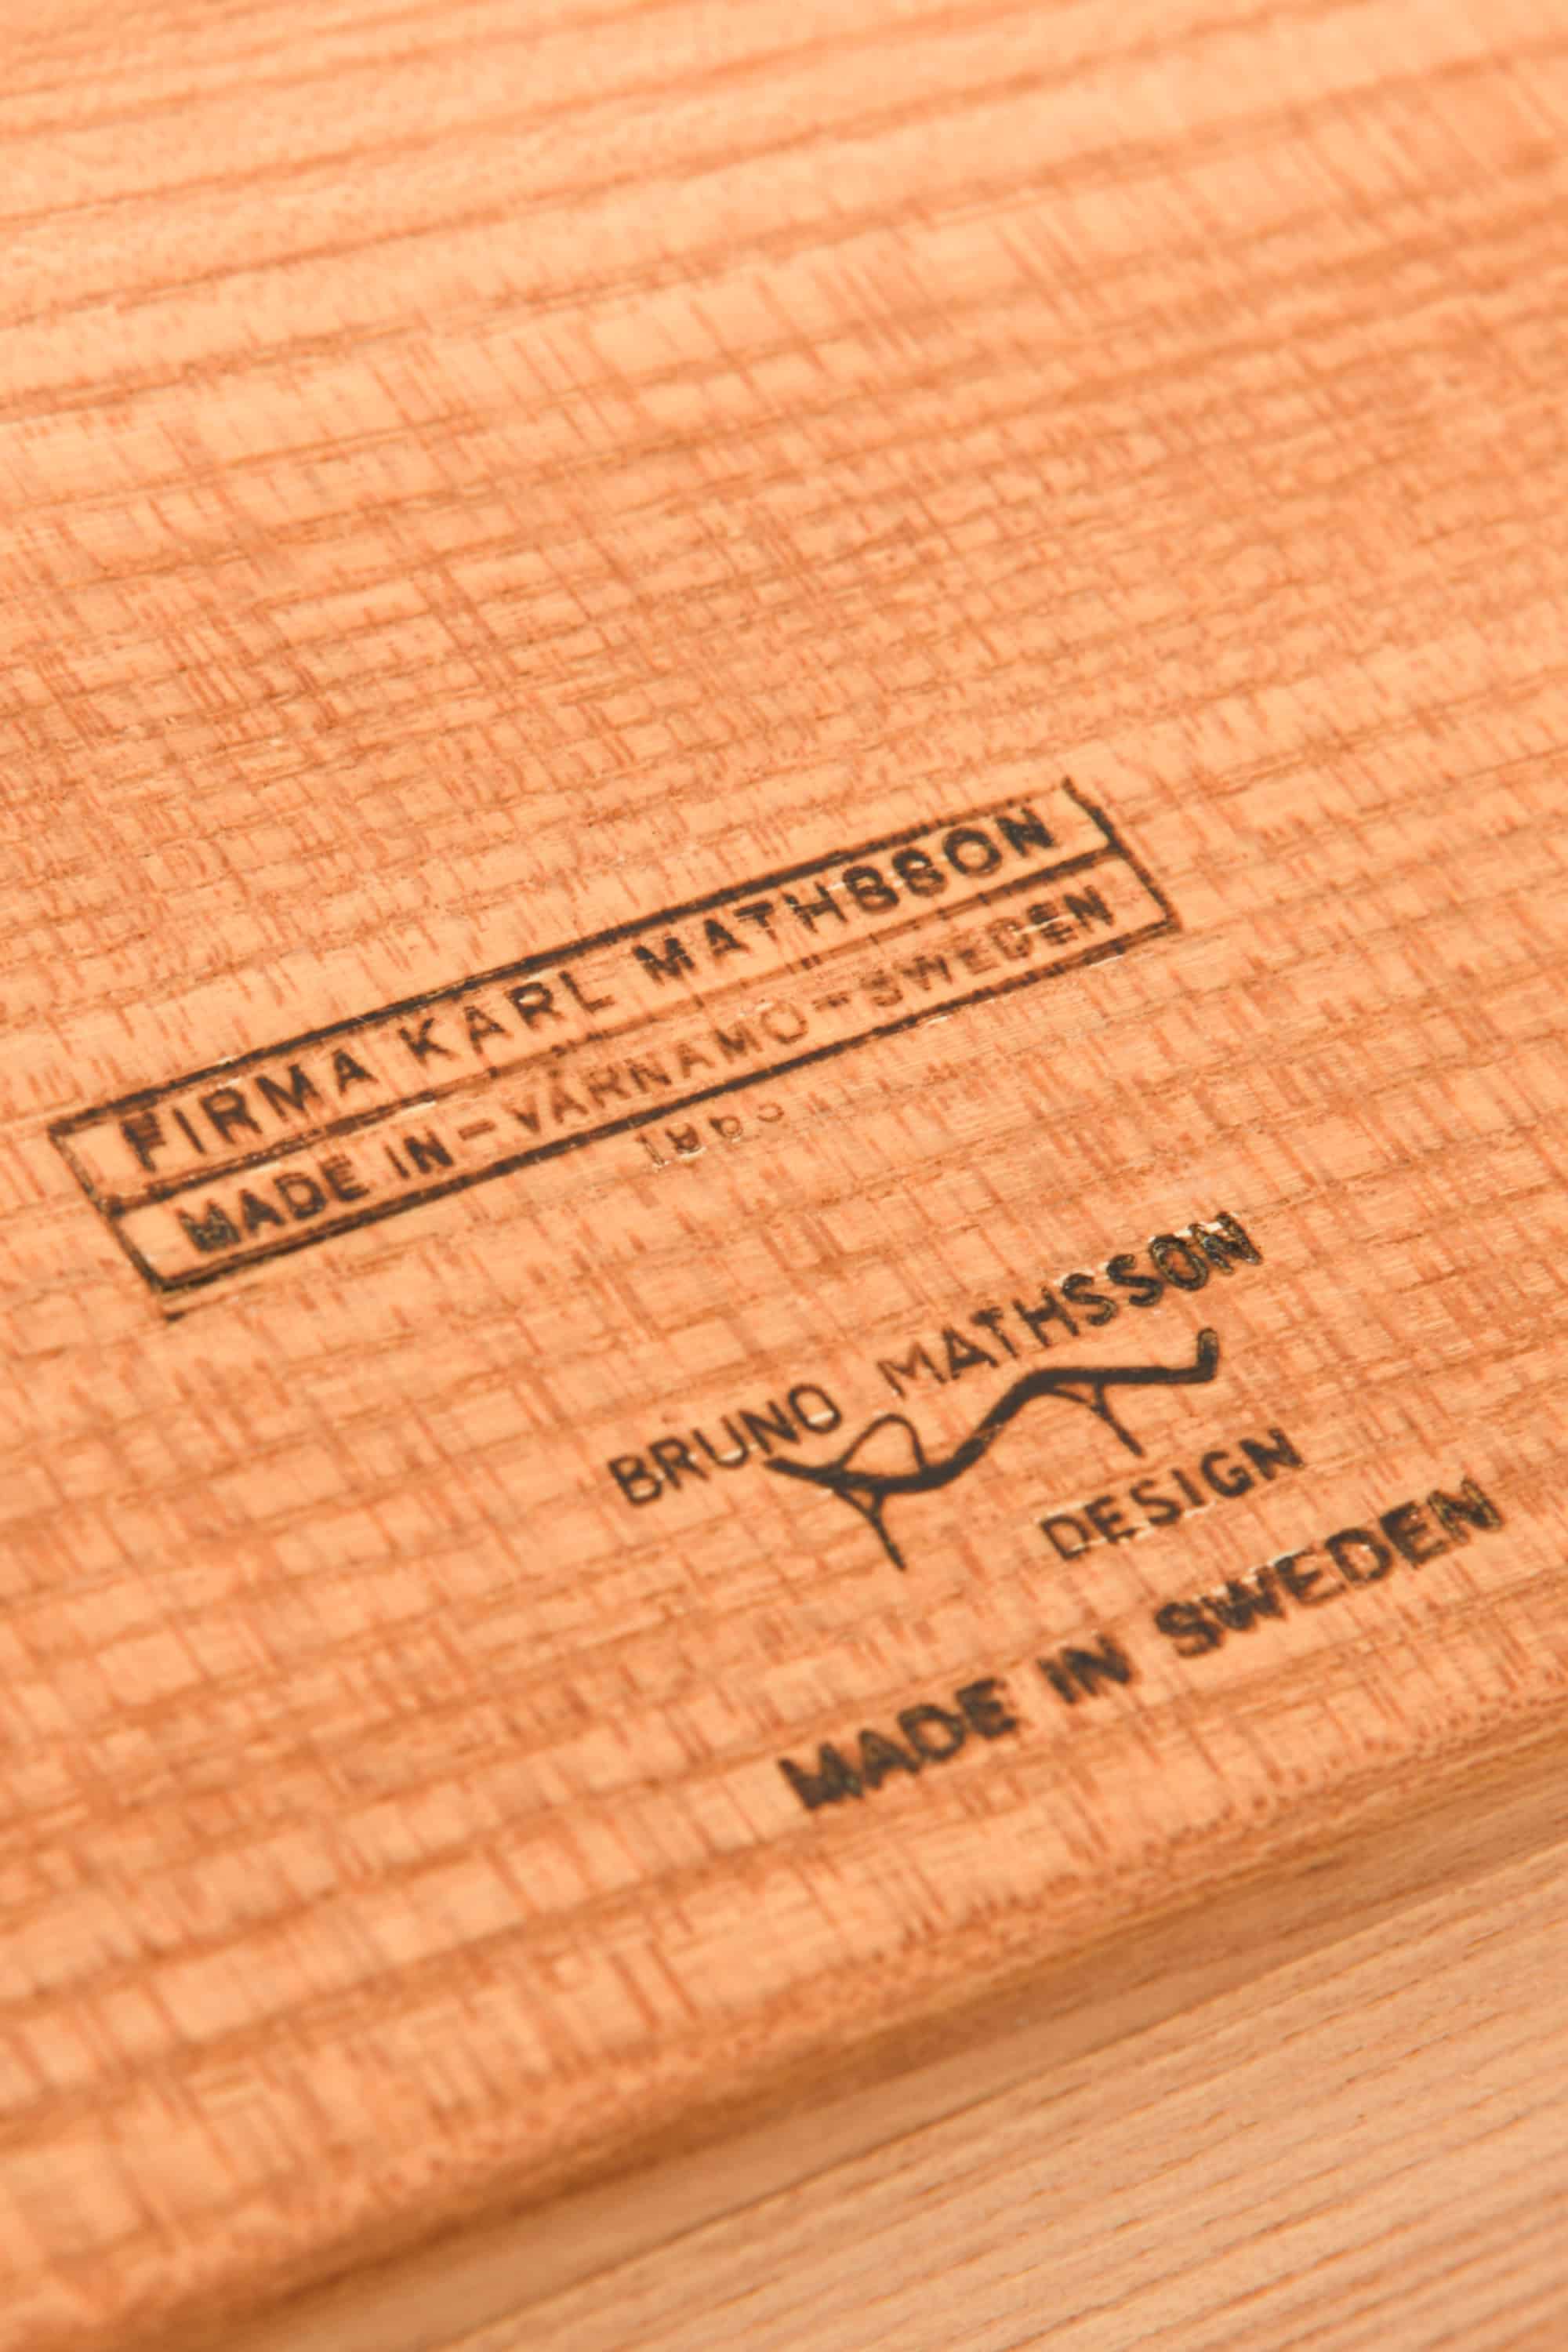 FIRMA KARL MATHSSON
MADE IN-VÄRNAMO-SWEDEN
BRUNO MATHSSON
DESIGN
MADE IN SWEDEN